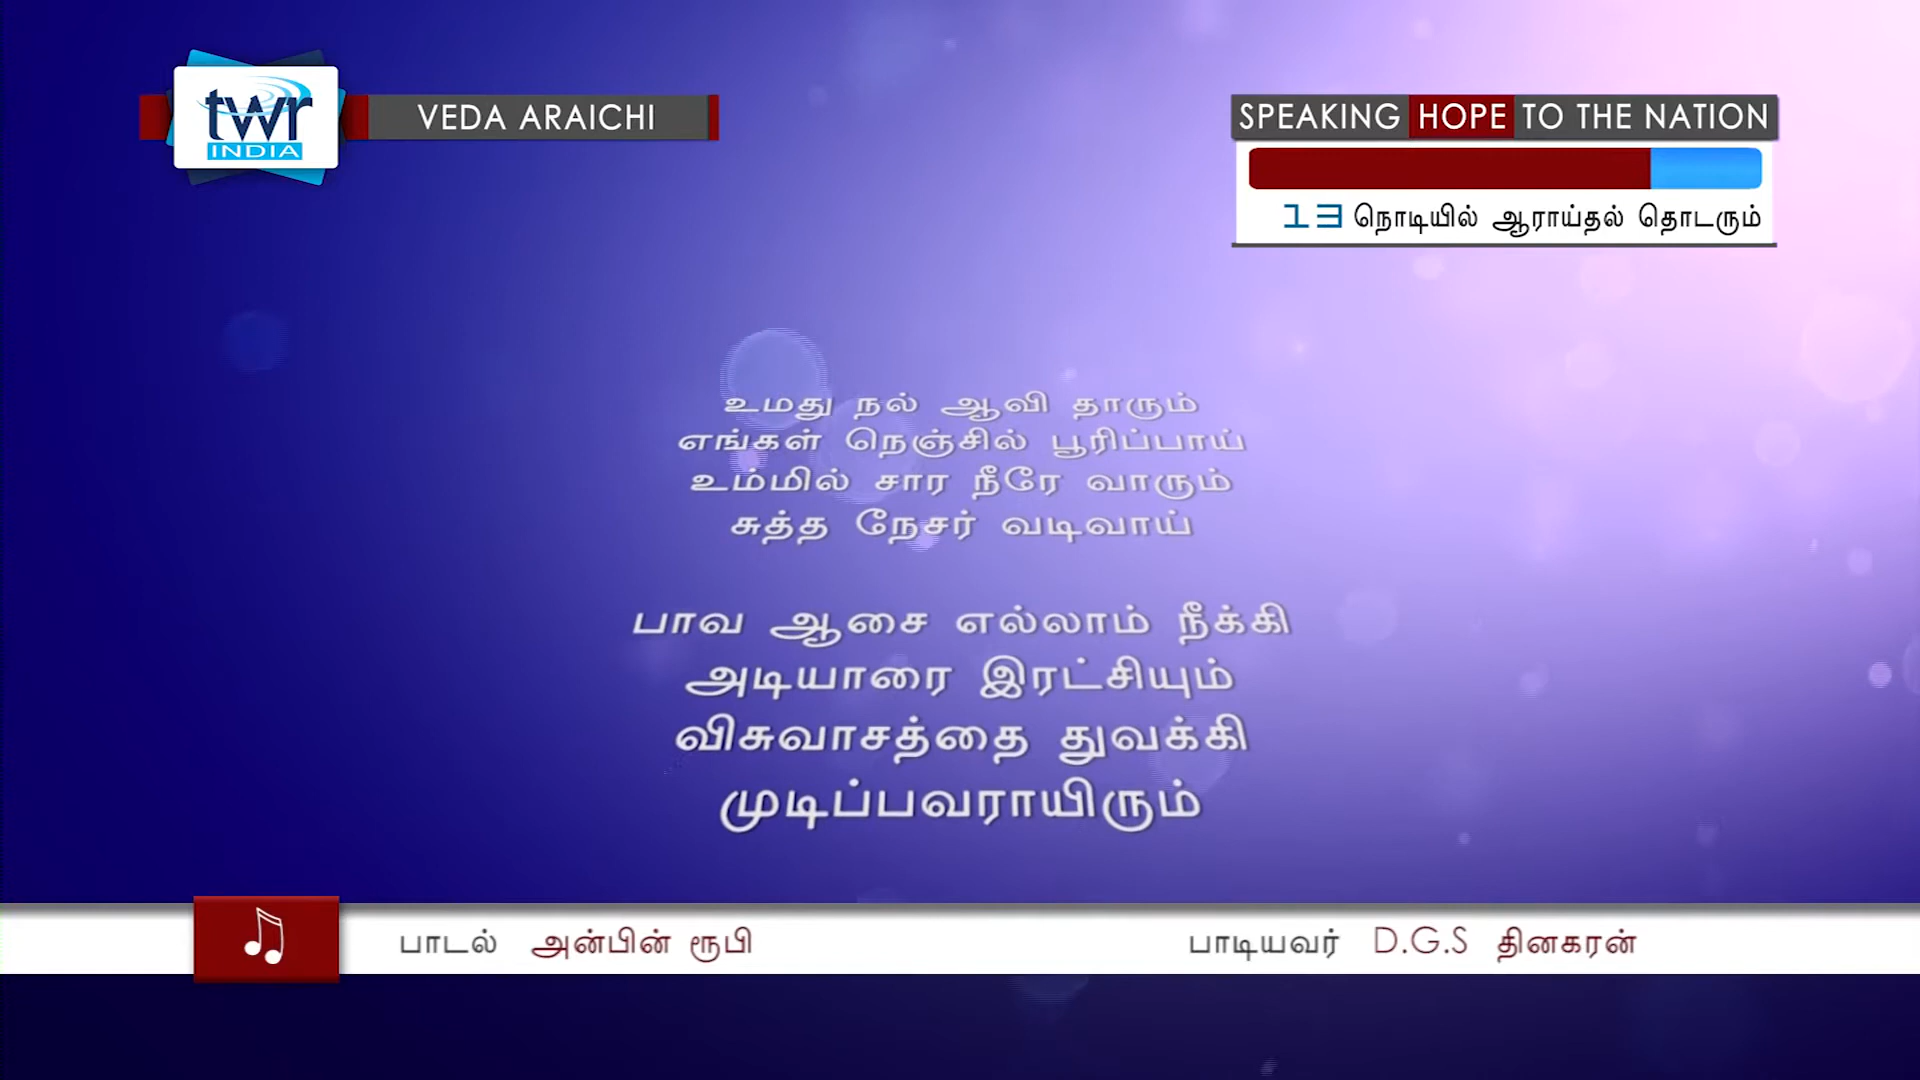 twr
INDIA
VEDA ARAICHI
SPEAKING HOPE TO THE NATION
13 நொடியில் ஆராய்தல் தொடரும்
உமது நல் ஆவி தாரும்
எங்கள் நெஞ்சில் பூரிப்பாய்
உம்மில் சார நீரே வாரும்
சுத்த நேசர் வடிவாய்
பாவ ஆசை எல்லாம் நீக்கி
அடியாரை இரட்சியும்
விசுவாசத்தை துவக்கி
முடிப்பவராயிரும்
பாடல் அன்பின் ரூபி
பாடியவர் D.G.S தினகரன்